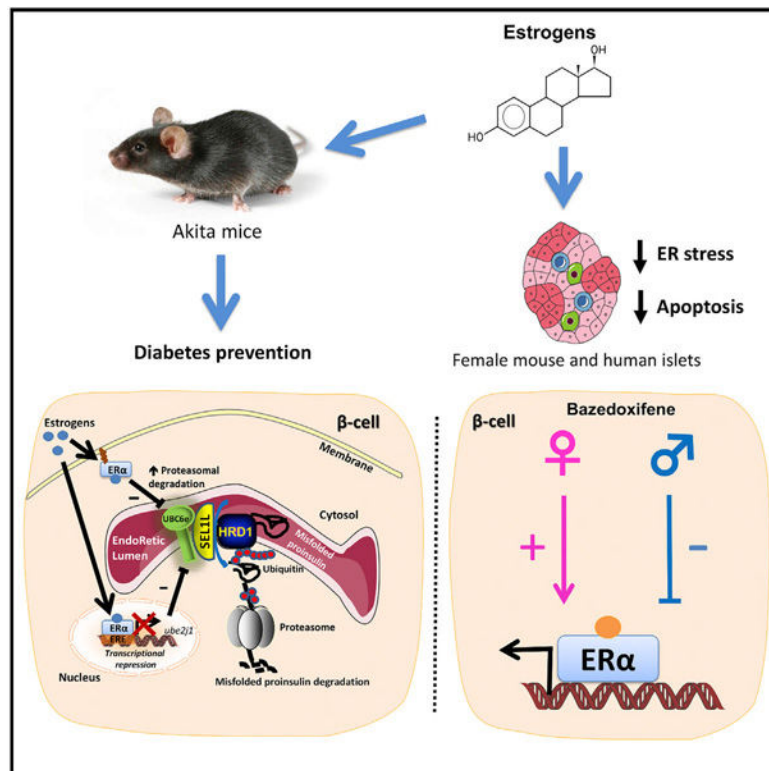 Estrogens
OH
HO
Akita mice
↓ ER stress
↓ Apoptosis
Diabetes prevention
Female mouse and human islets
Estrogens
β-cell
Membrane
ERα
↑ Proteasomal
degradation
−
UBC6e
SEL1L
HRD1
Cytosol
EndoRetic
Lumen
Misfolded
proinsulin
Ubiquitin
−
ERα
ERE
ube2j1
Transcriptional
repression
Nucleus
Proteasome
Misfolded proinsulin degradation
β-cell
Bazedoxifene
♀
♂
+
−
ERα